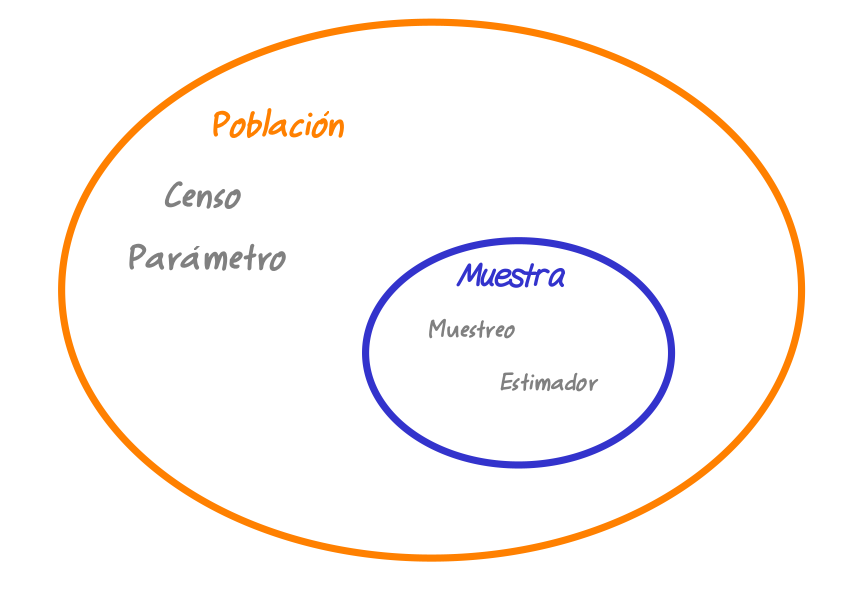 Población
Censo
Parámetro
Muestra
Muestreo
Estimador